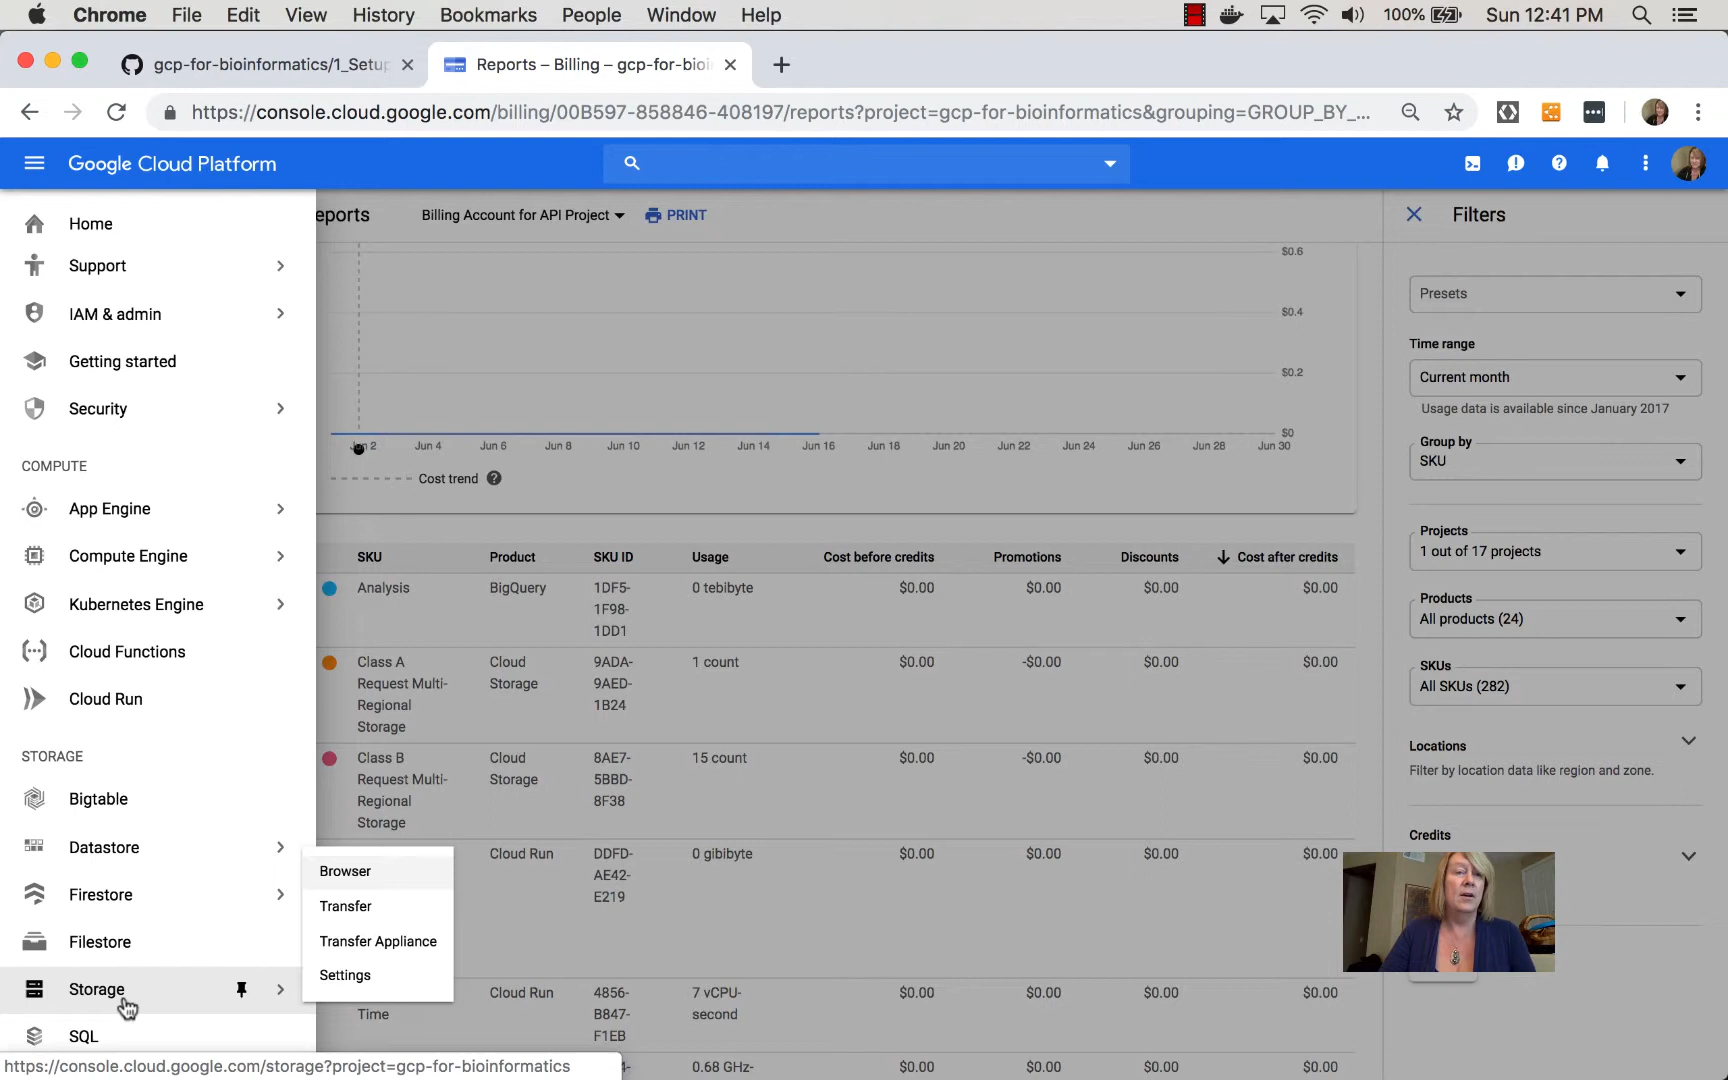 Chrome File Edit View History Bookmarks People Window Help 100% Sun 12:41 PM
gcp-for-bioinformatics/1_Setup
Reports – Billing – gcp-for-bioi
https://console.cloud.google.com/billing/00B597-858846-408197/reports?project=gcp-for-bioinformatics&grouping=GROUP_BY_...
Google Cloud Platform
Home
Support
IAM & admin
Getting started
Security
COMPUTE
App Engine
Compute Engine
Kubernetes Engine
Cloud Functions
Cloud Run
STORAGE
Bigtable
Datastore
Firestore
Filestore
Storage
SQL
Browser
Transfer
Transfer Appliance
Settings
https://console.cloud.google.com/storage?project=gcp-for-bioinformatics
eports Billing Account for API Project PRINT
$0.6
$0.4
$0.2
$0
Jun 2 Jun 4 Jun 6 Jun 8 Jun 10 Jun 12 Jun 14 Jun 16 Jun 18 Jun 20 Jun 22 Jun 24 Jun 26 Jun 28 Jun 30
Cost trend
SKU Product SKU ID Usage Cost before credits Promotions Discounts Cost after credits
Analysis BigQuery 1DF5- 0 tebibyte $0.00 $0.00 $0.00 $0.00
1F98-
1DD1
Class A Cloud 9ADA- 1 count $0.00 -$0.00 $0.00 $0.00
Request Multi- Storage 9AED-
Regional 1B24
Storage
Class B Cloud 8AE7- 15 count $0.00 -$0.00 $0.00 $0.00
Request Multi- Storage 5BBD-
Regional 8F38
Storage
Cloud Run DDFD- 0 gibibyte $0.00 $0.00 $0.00 $0.00
AE42-
E219
Cloud Run 4856- 7 vCPU- $0.00 $0.00 $0.00 $0.00
Time B847- second
F1EB
4- 0.68 GHz- $0.00 $0.00 $0.00 $0.00
Filters
Presets
Time range
Current month
Usage data is available since January 2017
Group by
SKU
Projects
1 out of 17 projects
Products
All products (24)
SKUs
All SKUs (282)
Locations
Filter by location data like region and zone.
Credits